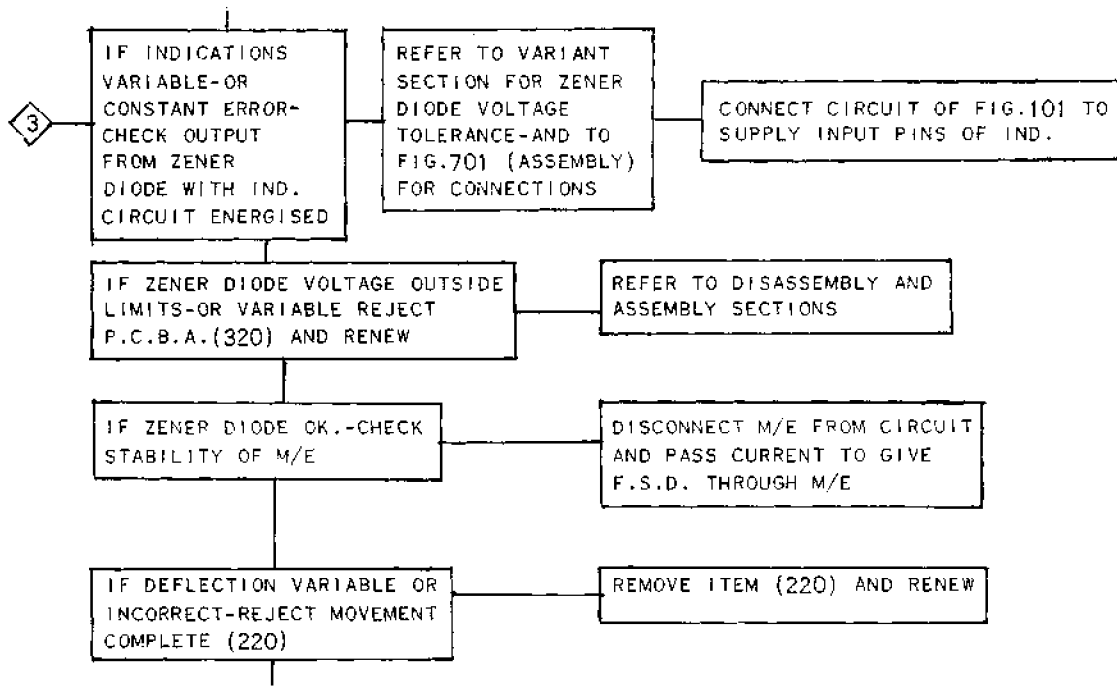 3
IF INDICATIONS
VARIABLE-OR
CONSTANT ERROR-
CHECK OUTPUT
FROM ZENER
DIODE WITH IND.
CIRCUIT ENERGISED
REFER TO VARIANT
SECTION FOR ZENER
DIODE VOLTAGE
TOLERANCE-AND TO
FIG.701 (ASSEMBLY)
FOR CONNECTIONS
CONNECT CIRCUIT OF FIG.101 TO
SUPPLY INPUT PINS OF IND.
IF ZENER DIODE VOLTAGE OUTSIDE
LIMITS-OR VARIABLE REJECT
P.C.B.A.(320) AND RENEW
REFER TO DISASSEMBLY AND
ASSEMBLY SECTIONS
IF ZENER DIODE OK.-CHECK
STABILITY OF M/E
DISCONNECT M/E FROM CIRCUIT
AND PASS CURRENT TO GIVE
F.S.D. THROUGH M/E
IF DEFLECTION VARIABLE OR
INCORRECT-REJECT MOVEMENT
COMPLETE (220)
REMOVE ITEM (220) AND RENEW